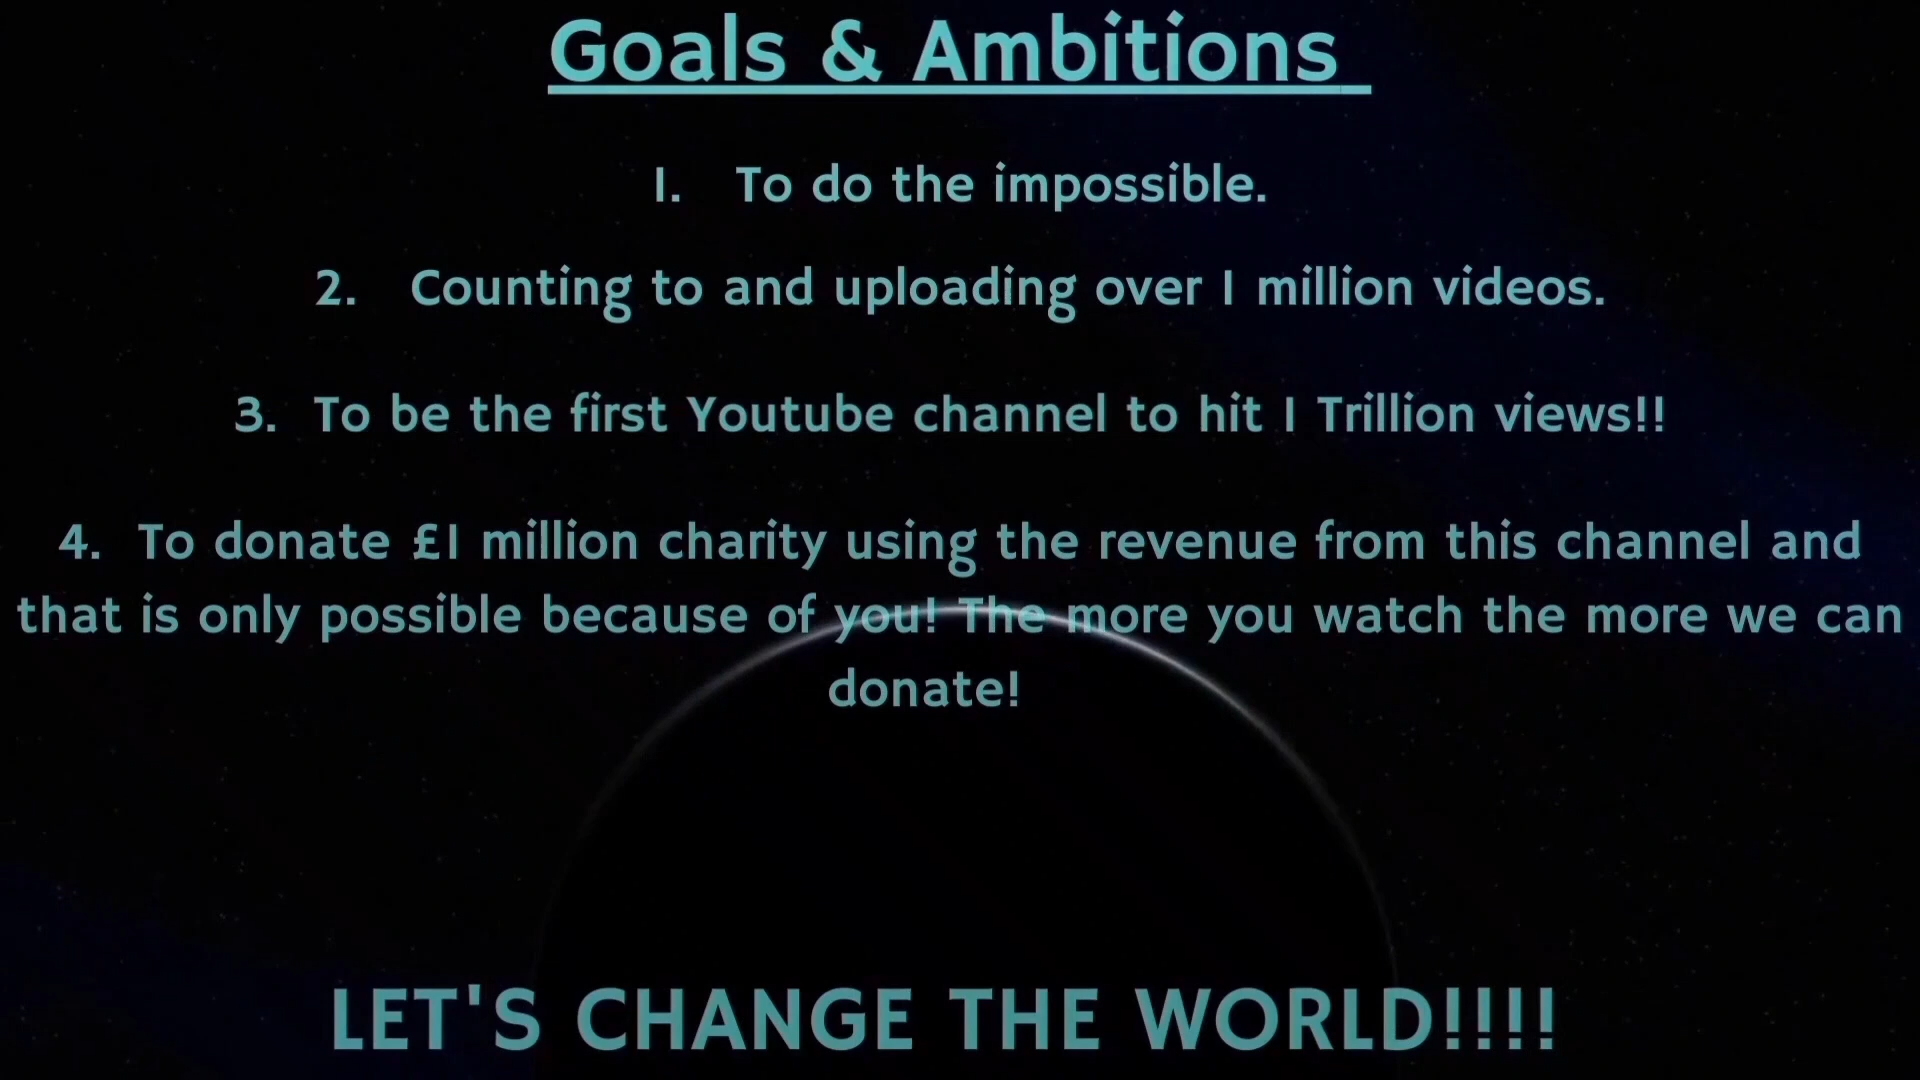 Goals & Ambitions
1. To do the impossible.
2. Counting to and uploading over 1 million videos.
3. To be the first Youtube channel to hit 1 Trillion views!!
4. To donate £1 million charity using the revenue from this channel and
that is only possible because of you! The more you watch the more we can
donate!
LET'S CHANGE THE WORLD!!!!